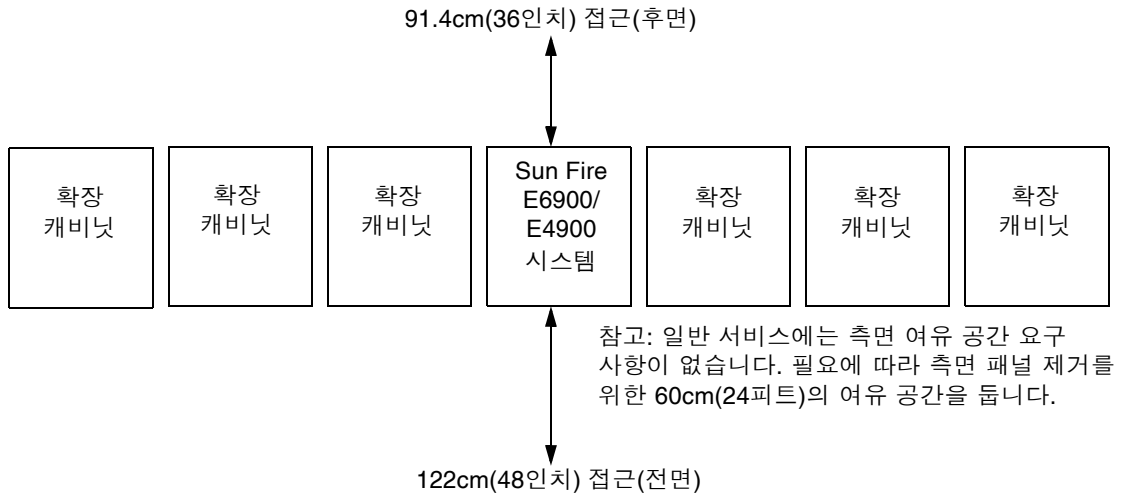 91.4cm(36인치) 접근(후면)
확장
캐비닛
확장
캐비닛
확장
캐비닛
Sun Fire
E6900/
E4900
시스템
확장
캐비닛
확장
캐비닛
확장
캐비닛
참고: 일반 서비스에는 측면 여유 공간 요구
사항이 없습니다. 필요에 따라 측면 패널 제거를
위한 60cm(24피트)의 여유 공간을 둡니다.
122cm(48인치) 접근(전면)